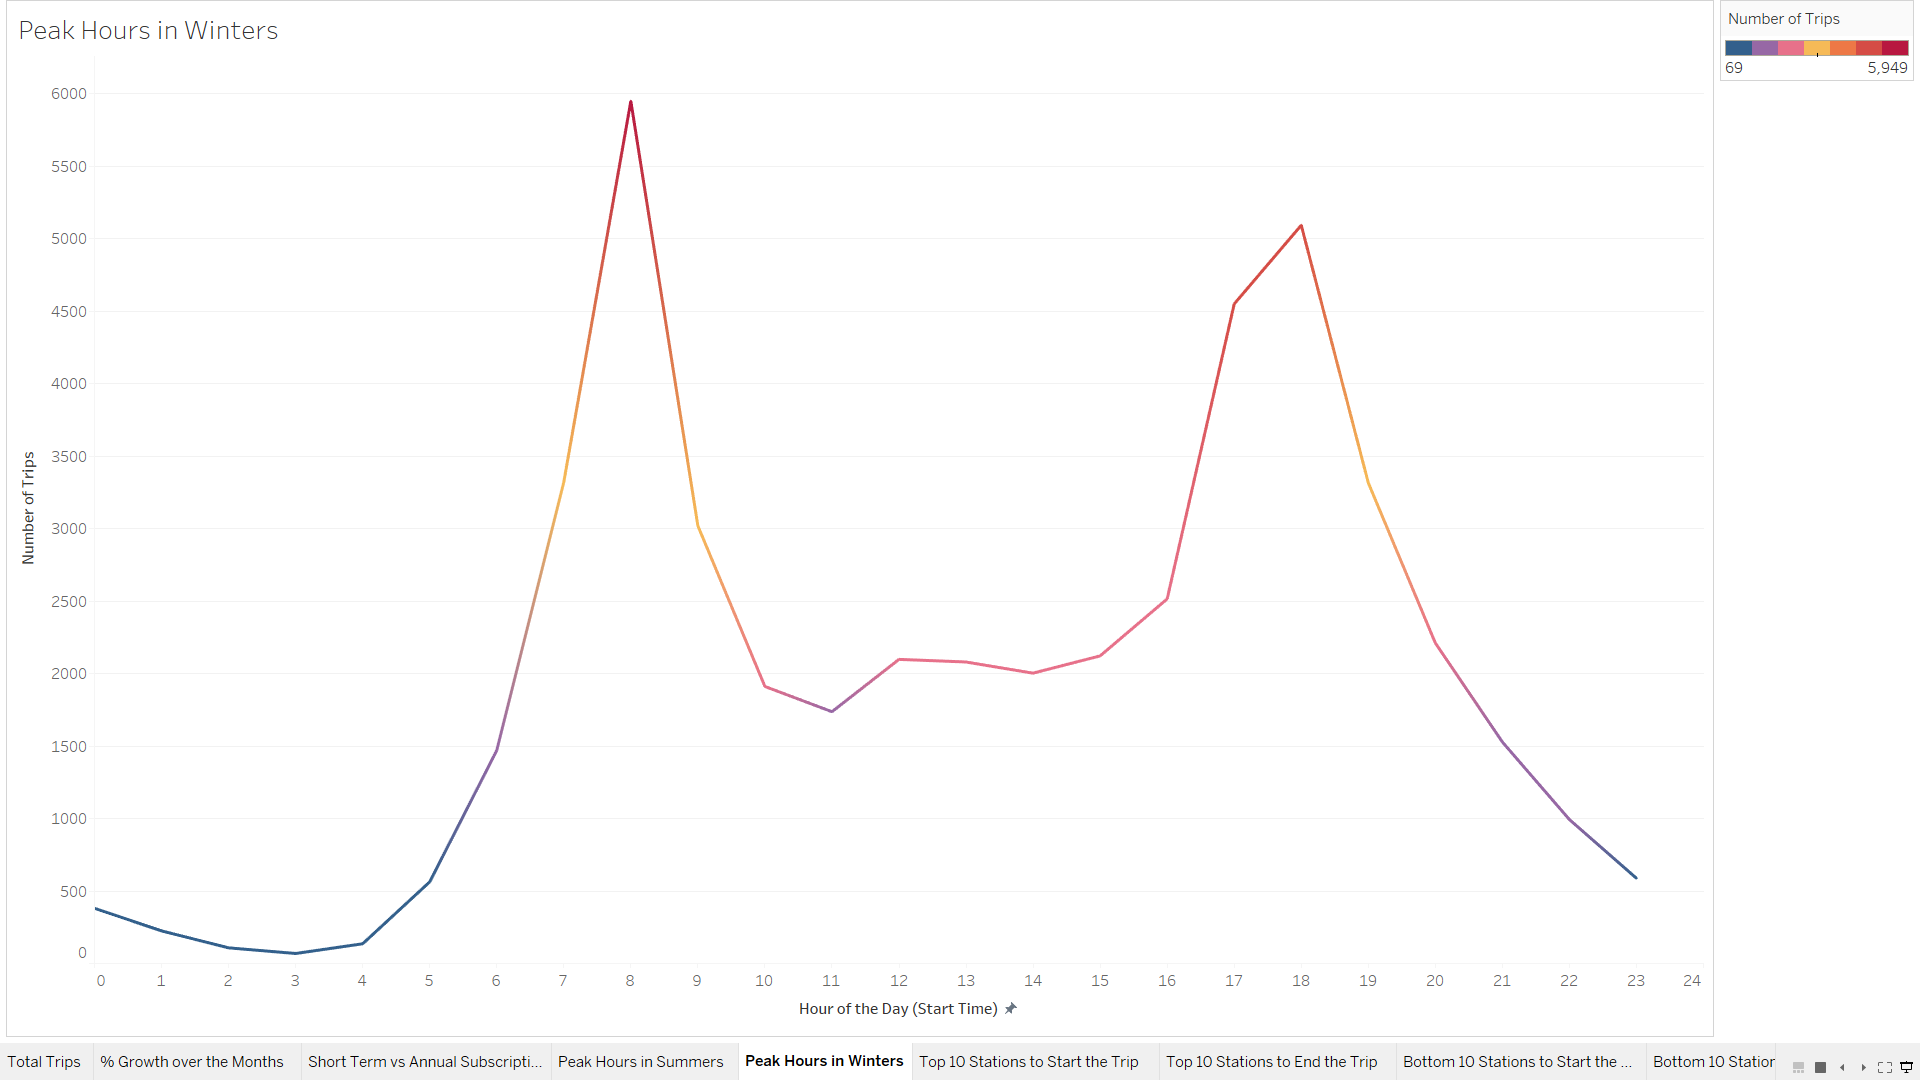 Peak Hours in Winters
Number of Trips
69 5,949
6000
5500
5000
4500
4000
3500
3000
2500
2000
1500
1000
500
0
Number of Trips
0 1 2 3 4 5 6 7 8 9 10 11 12 13 14 15 16 17 18 19 20 21 22 23 24
Hour of the Day (Start Time)
Total Trips % Growth over the Months Short Term vs Annual Subscripti... Peak Hours in Summers Peak Hours in Winters Top 10 Stations to Start the Trip Top 10 Stations to End the Trip Bottom 10 Stations to Start the ... Bottom 10 Station